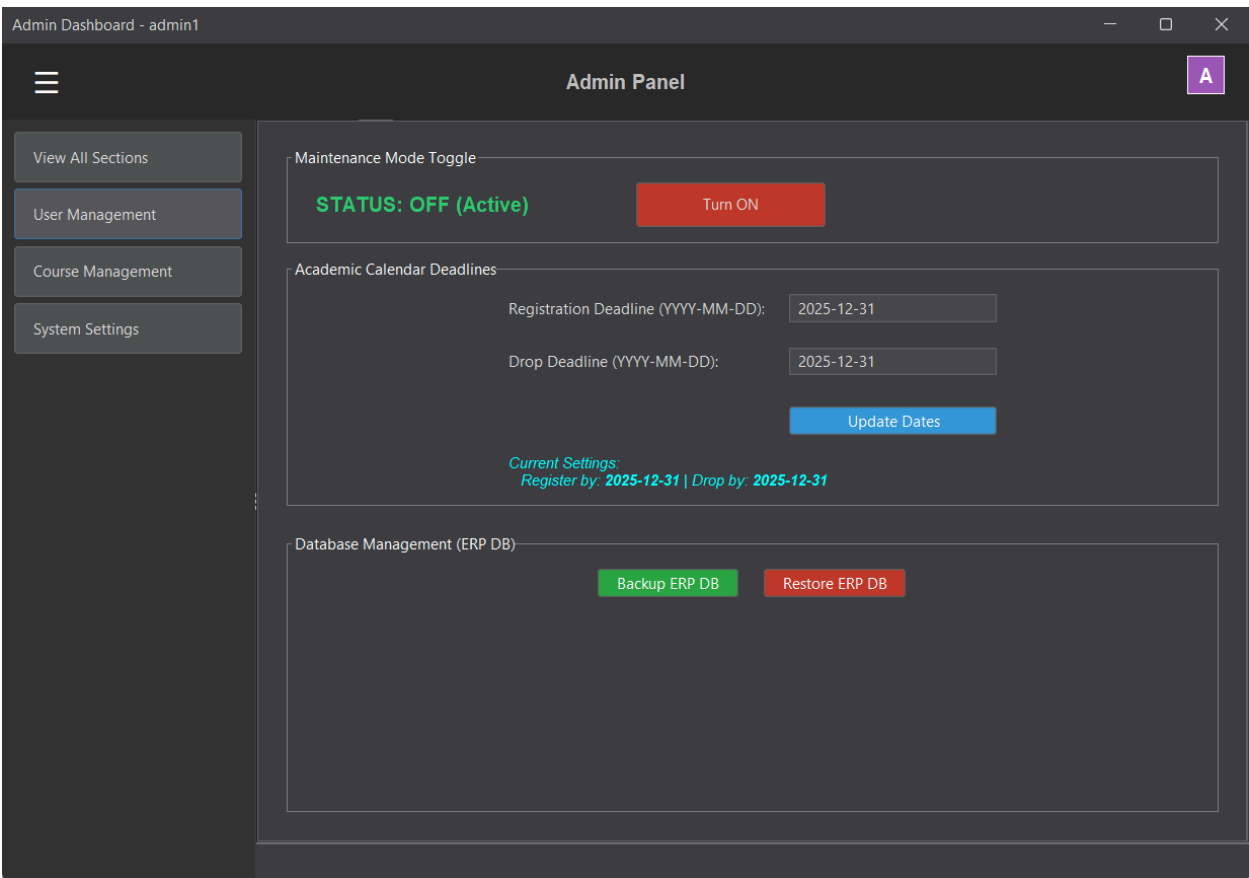 Admin Dashboard - admin1
Admin Panel
A
View All Sections
User Management
Course Management
System Settings
Maintenance Mode Toggle
STATUS: OFF (Active)
Turn ON
Academic Calendar Deadlines
Registration Deadline (YYYY-MM-DD): 2025-12-31
Drop Deadline (YYYY-MM-DD): 2025-12-31
Update Dates
Current Settings:
Register by: 2025-12-31 | Drop by: 2025-12-31
Database Management (ERP DB)
Backup ERP DB
Restore ERP DB